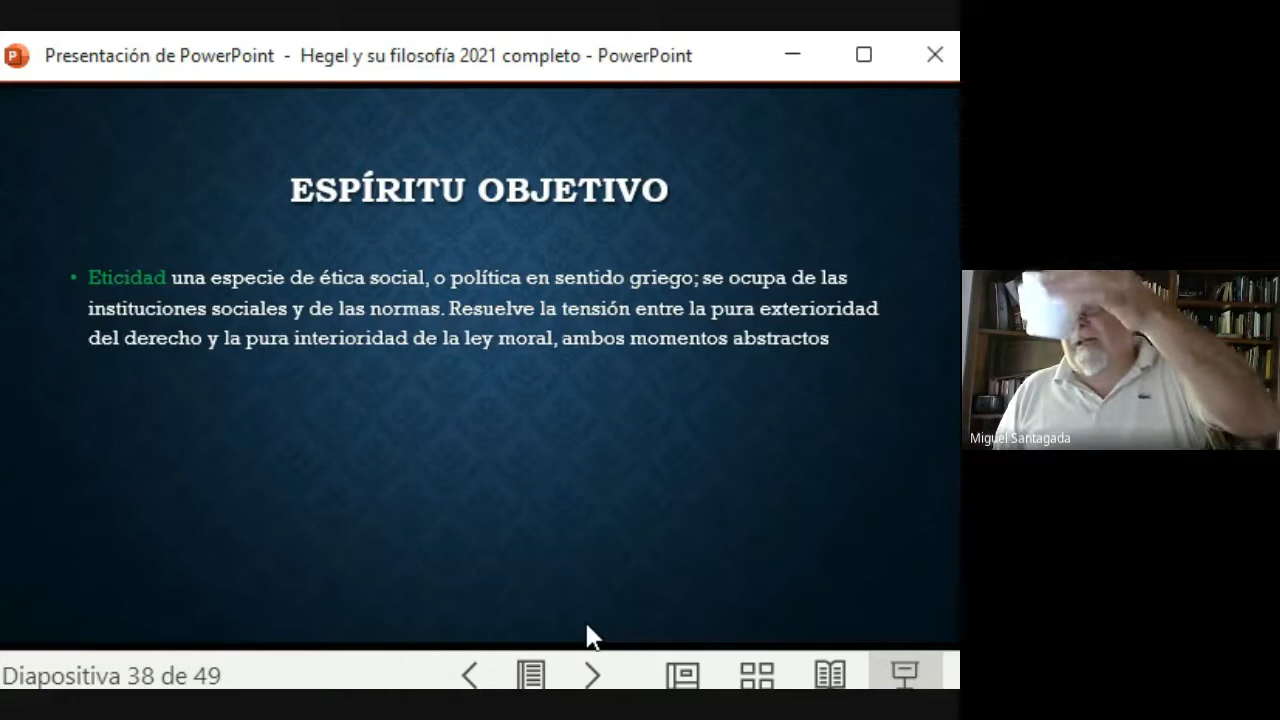 Presentación de PowerPoint - Hegel y su filosofía 2021 completo - PowerPoint
ESPÍRITU OBJETIVO
• Eticidad una especie de ética social, o política en sentido griego; se ocupa de las
instituciones sociales y de las normas. Resuelve la tensión entre la pura exterioridad
del derecho y la pura interioridad de la ley moral, ambos momentos abstractos
Miguel Santagada
Diapositiva 38 de 49